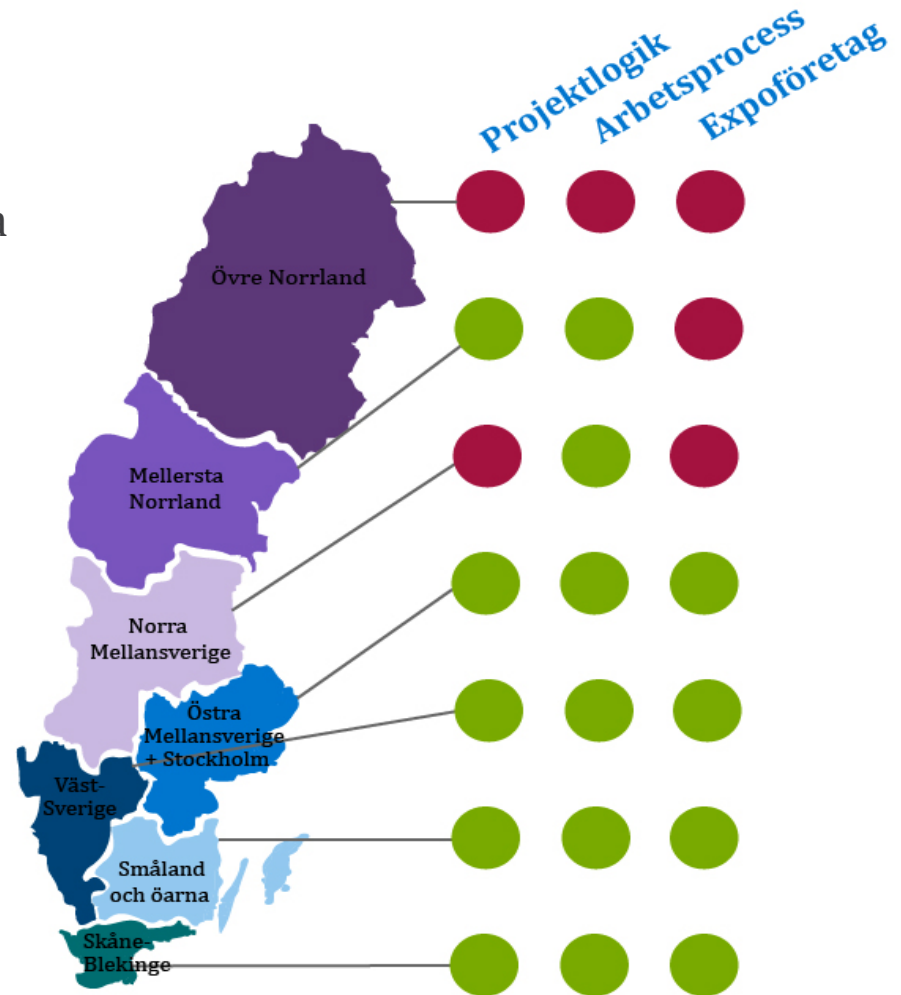 Projektlogik
Arbetsprocess
Expoföretag
Övre Norrland
Mellersta
Norrland
Norra
Mellansverige
Östra
Mellansverige
+ Stockholm
Väst-
Sverige
Småland
och öarna
Skåne-
Blekinge